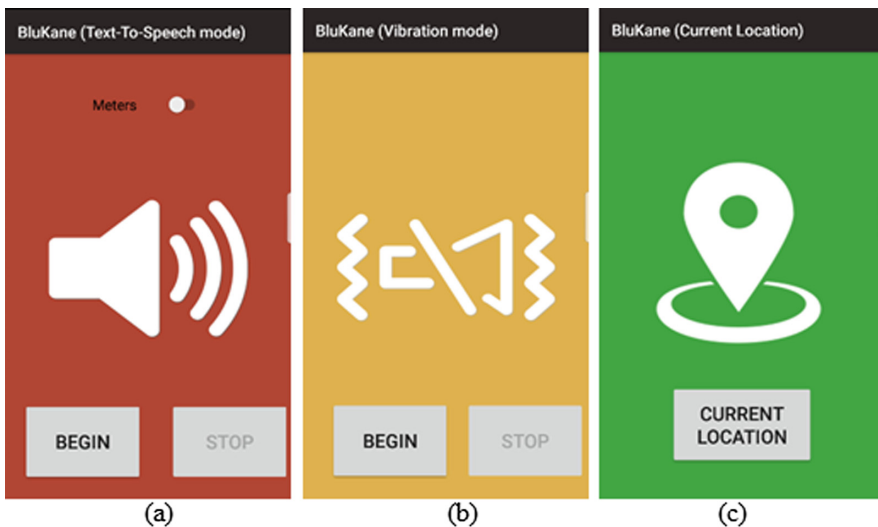 BluKane (Text-To-Speech mode)
Meters
BEGIN
STOP
(a)
BluKane (Vibration mode)
BEGIN
STOP
(b)
BluKane (Current Location)
CURRENT
LOCATION
(c)